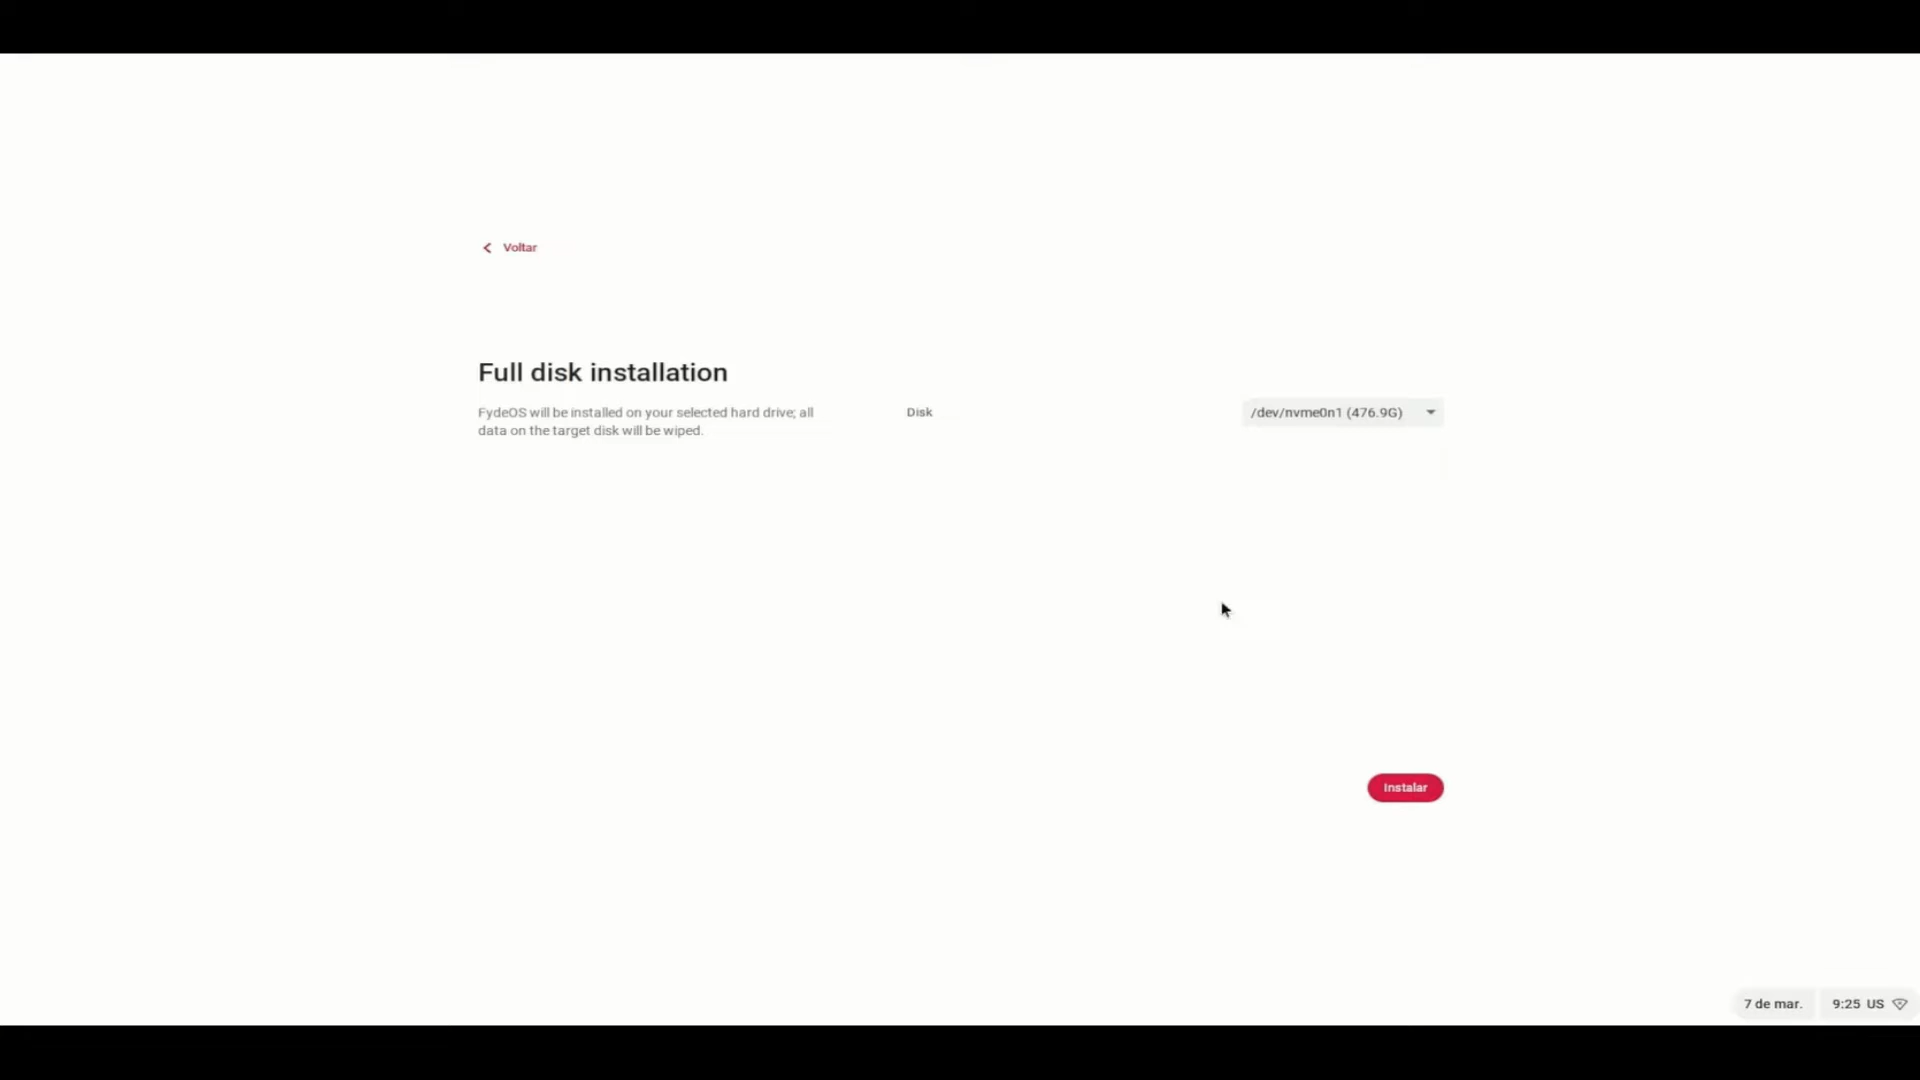 Voltar
Full disk installation
FydeOS will be installed on your selected hard drive; all
data on the target disk will be wiped.
Disk
/dev/nvme0n1 (476.9G)
Instalar
7 de mar.
9:25 US